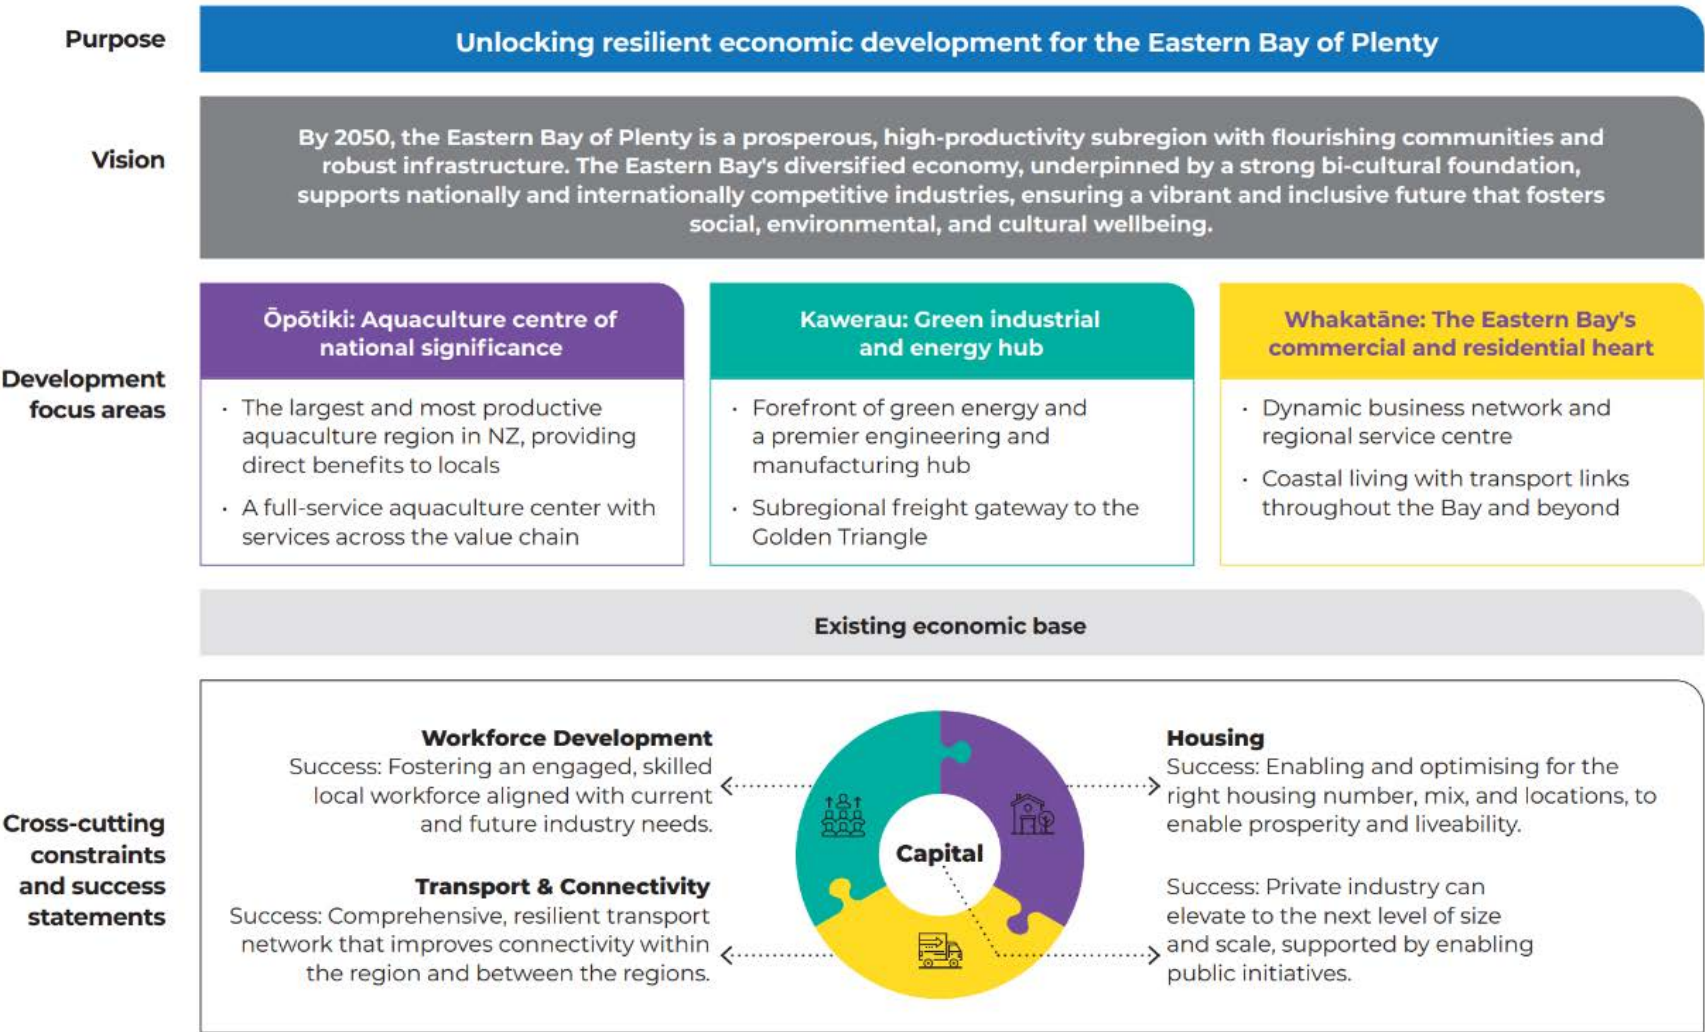 Purpose
Unlocking resilient economic development for the Eastern Bay of Plenty
Vision
By 2050, the Eastern Bay of Plenty is a prosperous, high-productivity subregion with flourishing communities and
robust infrastructure. The Eastern Bay's diversified economy, underpinned by a strong bi-cultural foundation,
supports nationally and internationally competitive industries, ensuring a vibrant and inclusive future that fosters
social, environmental, and cultural wellbeing.
Development
focus areas
Ōpōtiki: Aquaculture centre of
national significance
· The largest and most productive
aquaculture region in NZ, providing
direct benefits to locals
· A full-service aquaculture center with
services across the value chain
Kawerau: Green industrial
and energy hub
· Forefront of green energy and
a premier engineering and
manufacturing hub
· Subregional freight gateway to the
Golden Triangle
Whakatāne: The Eastern Bay's
commercial and residential heart
· Dynamic business network and
regional service centre
· Coastal living with transport links
throughout the Bay and beyond
Existing economic base
Cross-cutting
constraints
and success
statements
Workforce Development
Success: Fostering an engaged, skilled
local workforce aligned with current
and future industry needs.
Transport & Connectivity
Success: Comprehensive, resilient transport
network that improves connectivity within
the region and between the regions.
Capital
Housing
Success: Enabling and optimising for the
right housing number, mix, and locations, to
enable prosperity and liveability.
Success: Private industry can
elevate to the next level of size
and scale, supported by enabling
public initiatives.